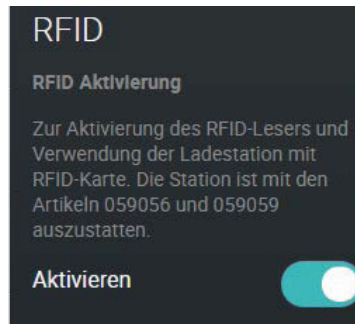 RFID
RFID Aktivierung
Zur Aktivierung des RFID-Lesers und
Verwendung der Ladestation mit
RFID-Karte. Die Station ist mit den
Artikeln 059056 und 059059
auszustatten.
Aktivieren